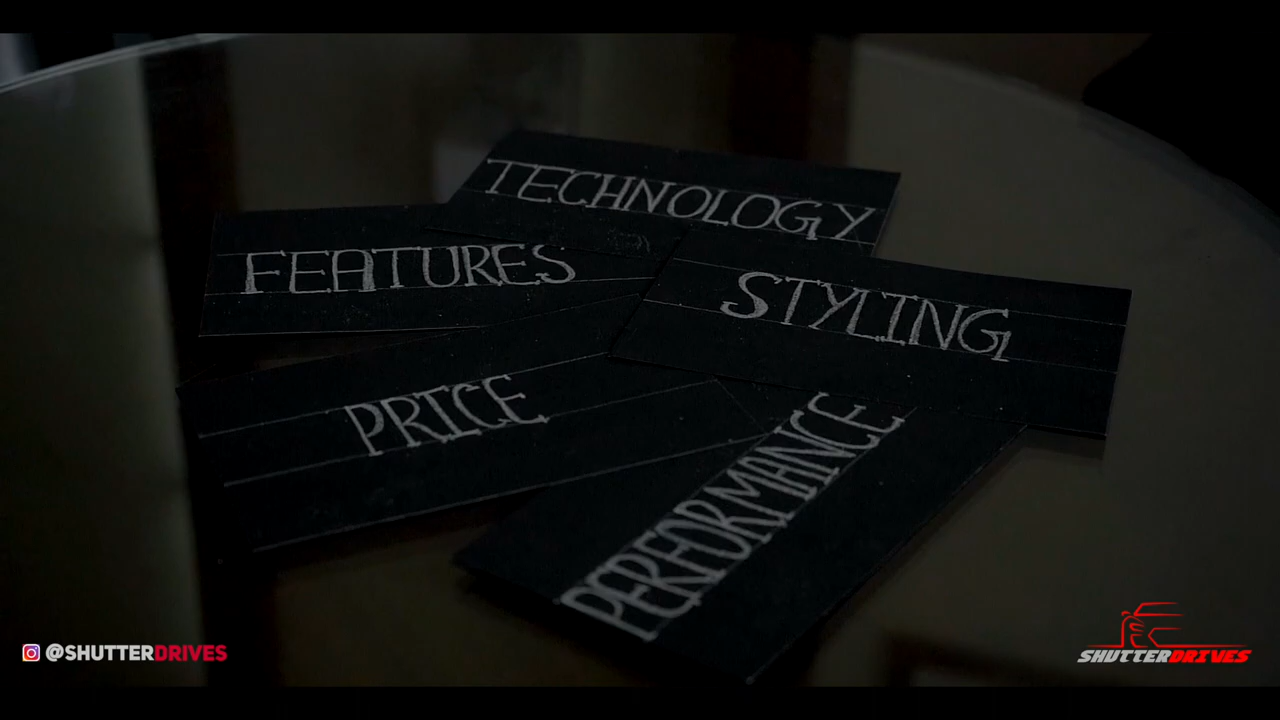 TECHNOLOGY
FEATURES
STYLING
PRICE
PERFORMANCE
@SHUTTERDRIVES
SHUTTERDRIVES